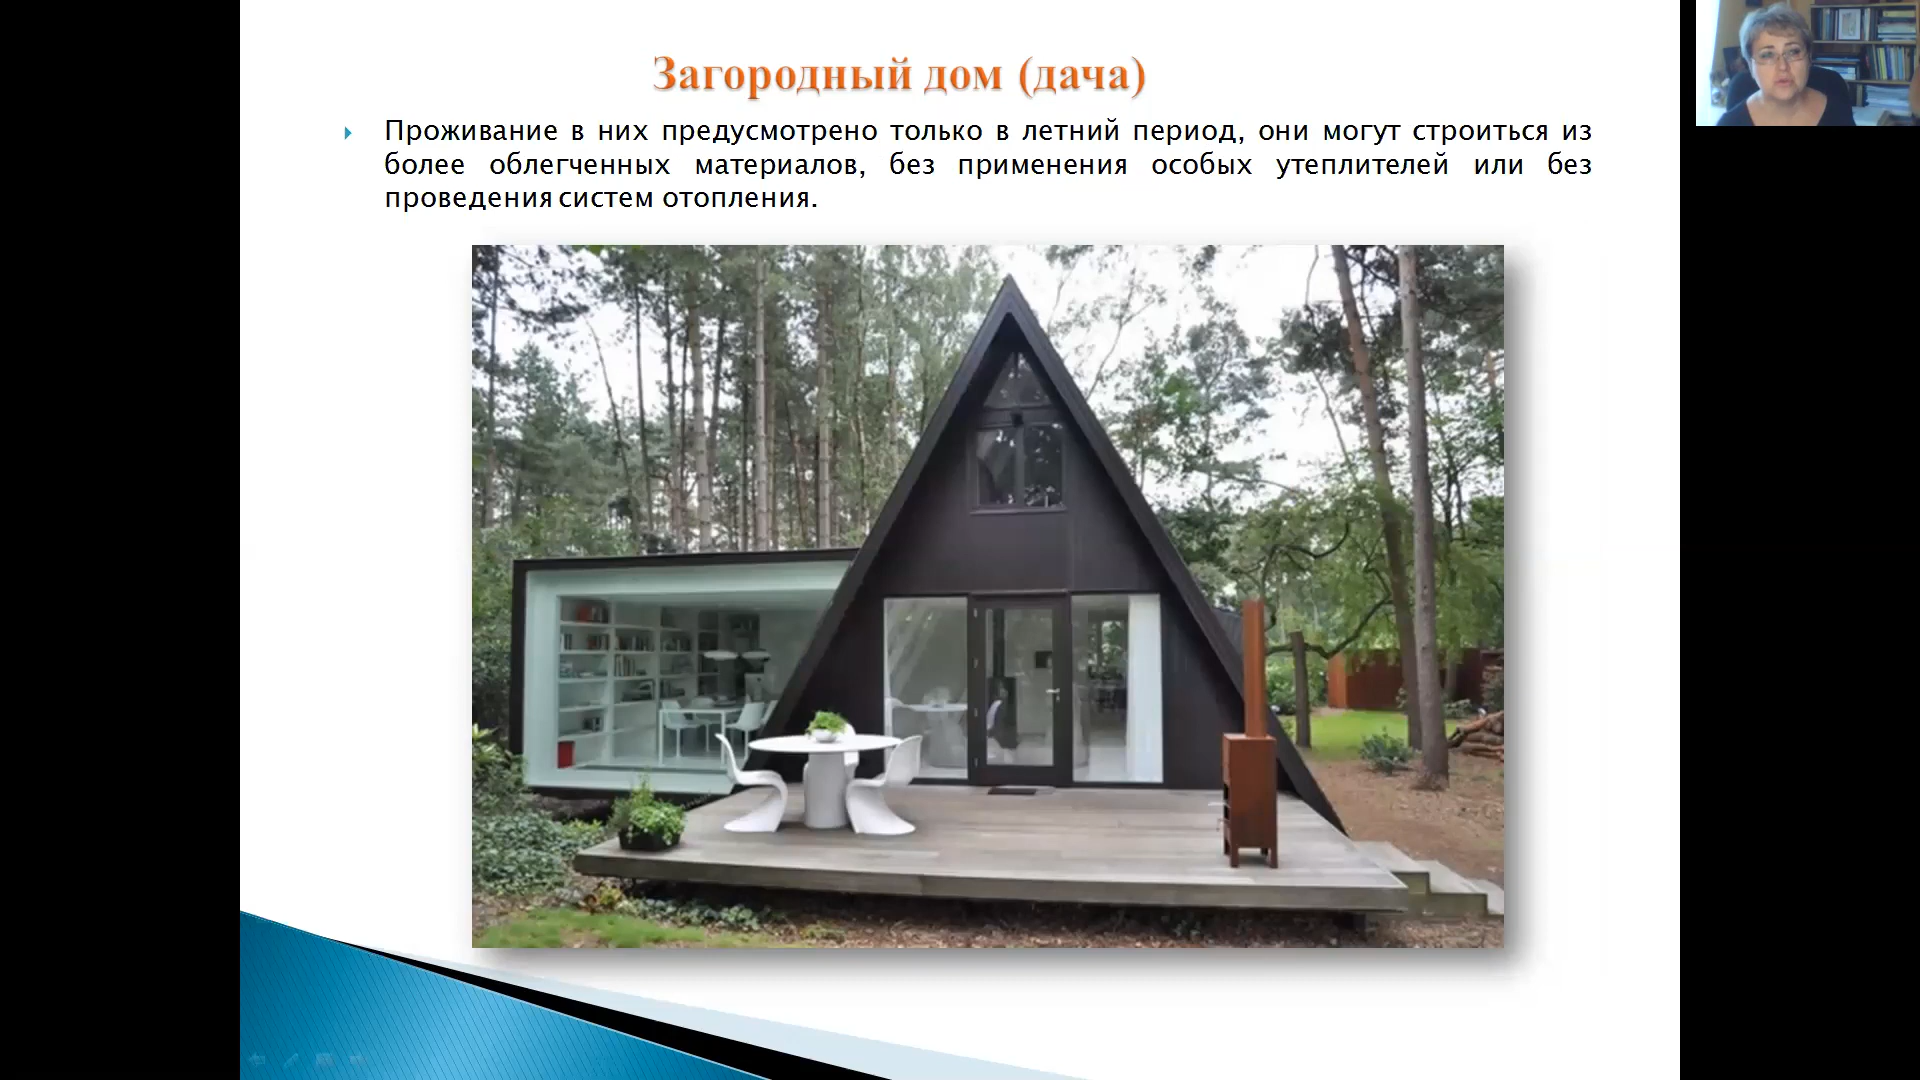 Загородный дом (дача)
Проживание в них предусмотрено только в летний период, они могут строиться из
более облегченных материалов, без применения особых утеплителей или без
проведения систем отопления.